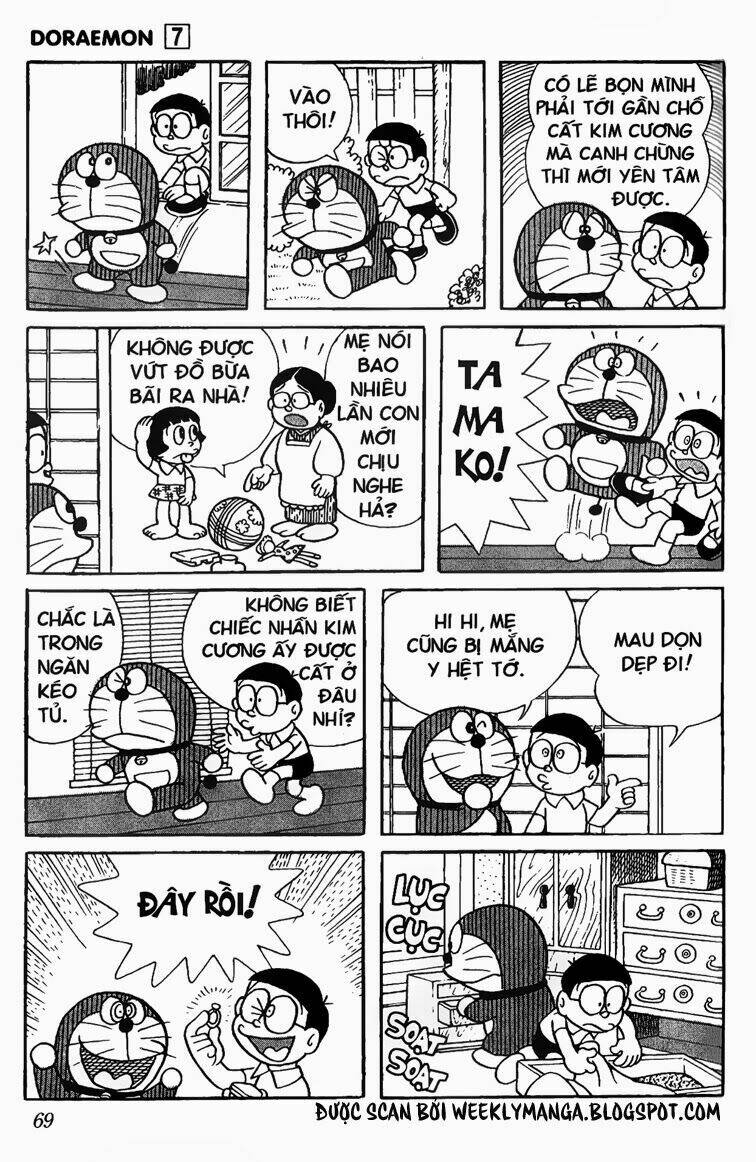 DORAEMON 7
CÓ LẼ BỌN MÌNH
PHẢI TỚI GẦN CHỖ
CẤT KIM CƯƠNG
MÀ CANH CHỪNG
THÌ MỚI YÊN TÂM
ĐƯỢC.
VÀO
THÔI!
TA
MA
KO!
MẸ NÓI
BAO
NHIÊU
LẦN CON
MỚI
CHỊU
NGHE
HẢ?
KHÔNG ĐƯỢC
VỨT ĐỒ BỪA
BÃI RA NHÀ!
MAU DỌN
DẸP ĐI!
HI HI, MẸ
CŨNG BỊ MẮNG
Y HỆT TỚ.
KHÔNG BIẾT
CHIẾC NHẪN KIM
CƯƠNG ẤY ĐƯỢC
CẤT Ở
ĐÂU
NHỈ?
CHẮC LÀ
TRONG
NGĂN
KÉO
TỦ.
LỤC
CỤC
SOẠT
SOẠT
ĐÂY RỒI!
69
ĐƯỢC SCAN BỞI WEEKLYMANGA.BLOGSPOT.COM